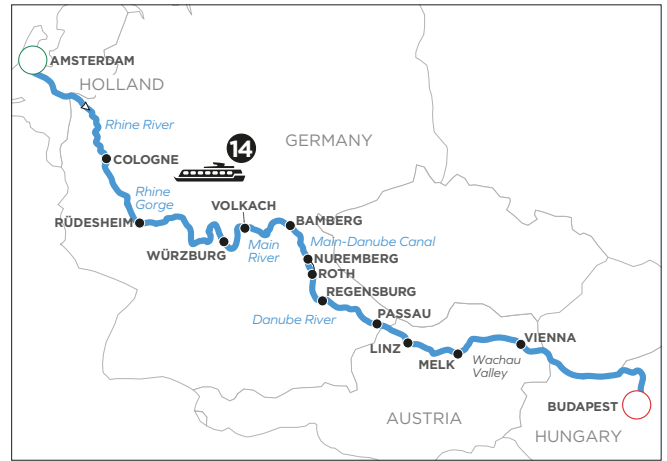 AMSTERDAM
HOLLAND
Rhine River
14
GERMANY
COLOGNE
Rhine
Gorge
VOLKACH
RÜDESHEIM
BAMBERG
WÜRZBURG
Main
River
Main-Danube Canal
NUREMBERG
ROTH
REGENSBURG
Danube River
PASSAU
LINZ
MELK
Wachau
Valley
VIENNA
BUDAPEST
AUSTRIA
HUNGARY